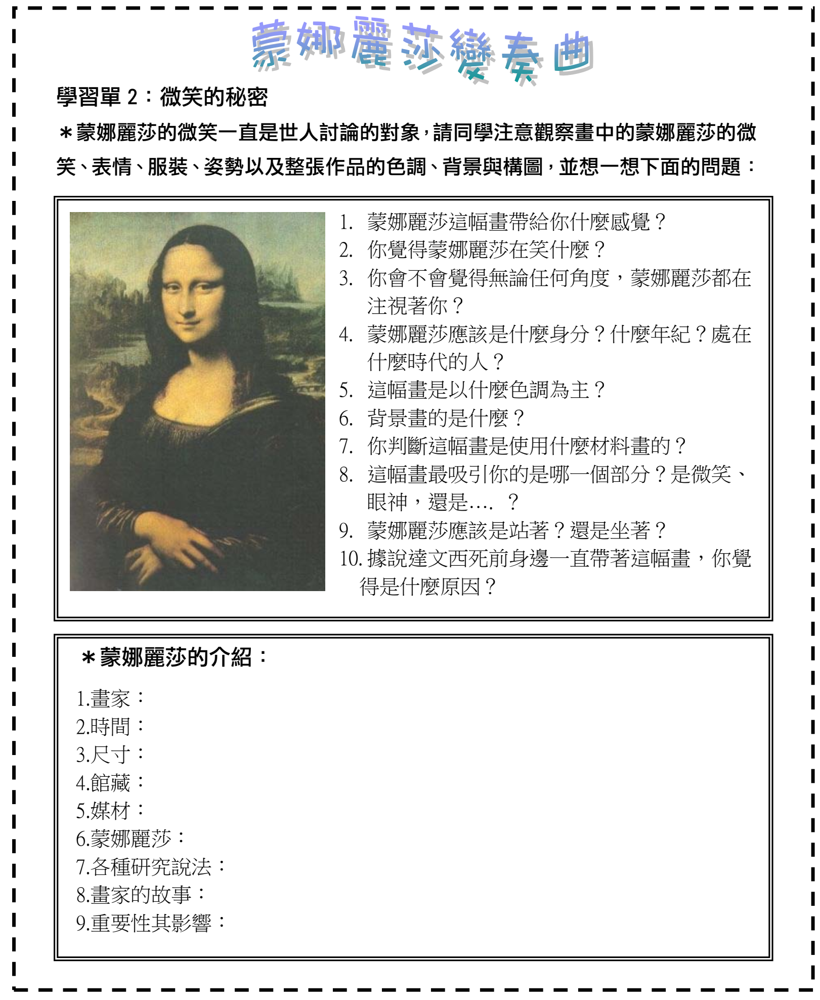 蒙娜麗莎變奏曲
學習單 2：微笑的秘密
＊蒙娜麗莎的微笑一直是世人討論的對象，請同學注意觀察畫中的蒙娜麗莎的微
笑、表情、服裝、姿勢以及整張作品的色調、背景與構圖，並想一想下面的問題：
1. 蒙娜麗莎這幅畫帶給你什麼感覺？
2. 你覺得蒙娜麗莎在笑什麼？
3. 你會不會覺得無論任何角度，蒙娜麗莎都在
注視著你？
4. 蒙娜麗莎應該是什麼身分？什麼年紀？處在
什麼時代的人？
5. 這幅畫是以什麼色調為主？
6. 背景畫的是什麼？
7. 你判斷這幅畫是使用什麼材料畫的？
8. 這幅畫最吸引你的是哪一個部分？是微笑、
眼神，還是…. ？
9. 蒙娜麗莎應該是站著？還是坐著？
10. 據說達文西死前身邊一直帶著這幅畫，你覺
得是什麼原因？
＊蒙娜麗莎的介紹：
1.畫家：
2.時間：
3.尺寸：
4.館藏：
5.媒材：
6.蒙娜麗莎：
7.各種研究說法：
8.畫家的故事：
9.重要性其影響：